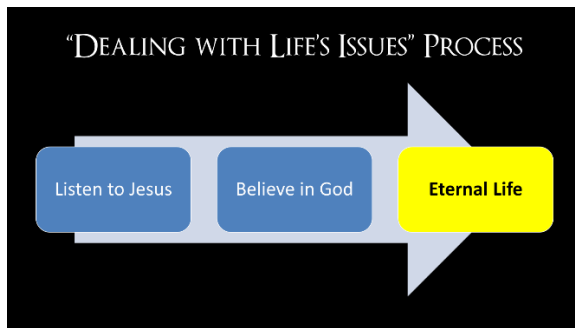 “Dealing with Life’s Issues” Process
Listen to Jesus
Believe in God
Eternal Life